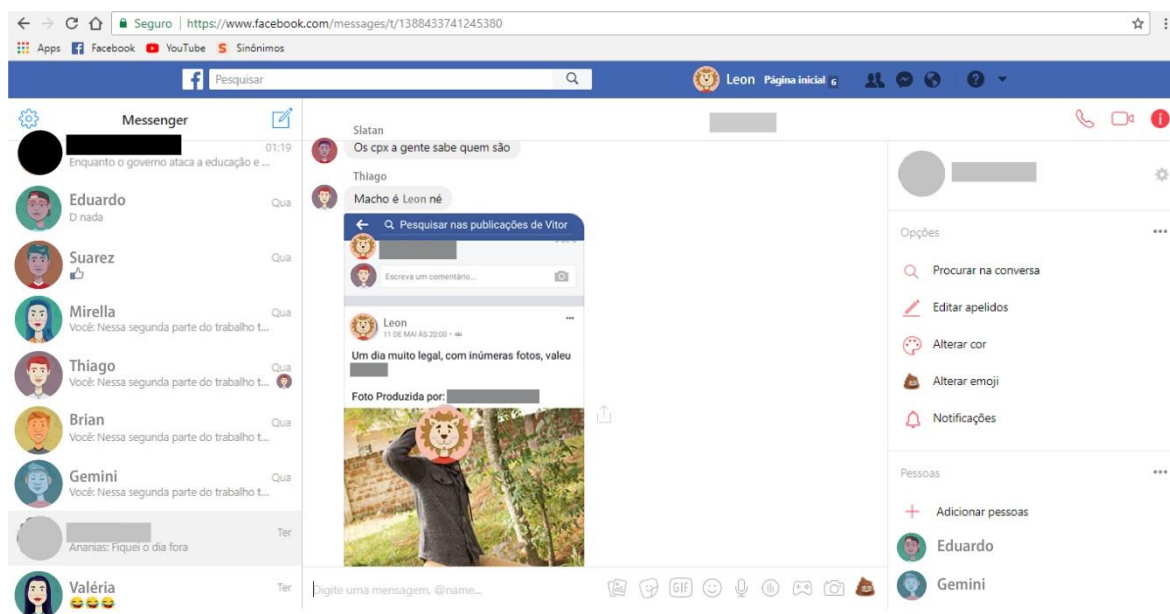 Seguro | https://www.facebook.com/messages/t/1388433741245380
Apps Facebook YouTube S Sinônimos
f Pesquisar Leon Página inicial 6
Messenger
01:19
Enquanto o governo ataca a educação e ...
Eduardo Qua
D nada
Suarez Qua
Mirella Qua
Você: Nessa segunda parte do trabalho t...
Thiago Qua
Você: Nessa segunda parte do trabalho t...
Brian Qua
Você: Nessa segunda parte do trabalho t...
Gemini Qua
Você: Nessa segunda parte do trabalho t...
Ter
Ananias: Fiquei o dia fora
Valéria Ter
Slatan
Os cpx a gente sabe quem são
Thiago
Macho é Leon né
Pesquisar nas publicações de Vitor
Escreva um comentário...
Leon
11 DE MAI ÀS 20:00
Um dia muito legal, com inúmeras fotos, valeu
Foto Produzida por:
Digite uma mensagem, @name...
GIF
Opções
Procurar na conversa
Editar apelidos
Alterar cor
Alterar emoji
Notificações
Pessoas
Adicionar pessoas
Eduardo
Gemini